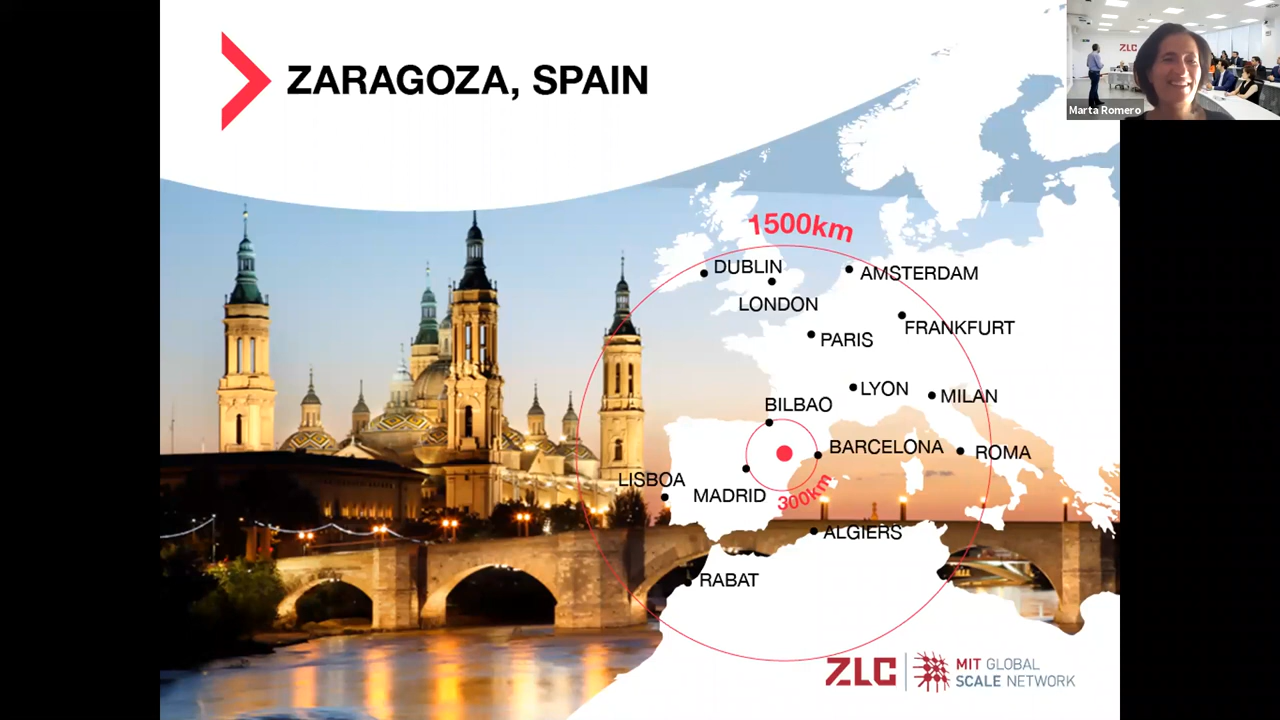 ZARAGOZA, SPAIN
ZLC
Marta Romero
1500km
DUBLIN
AMSTERDAM
LONDON
FRANKFURT
PARIS
LYON
MILAN
BILBAO
BARCELONA
ROMA
LISBOA
MADRID
300km
ALGIERS
RABAT
ZLC
MIT GLOBAL
SCALE NETWORK